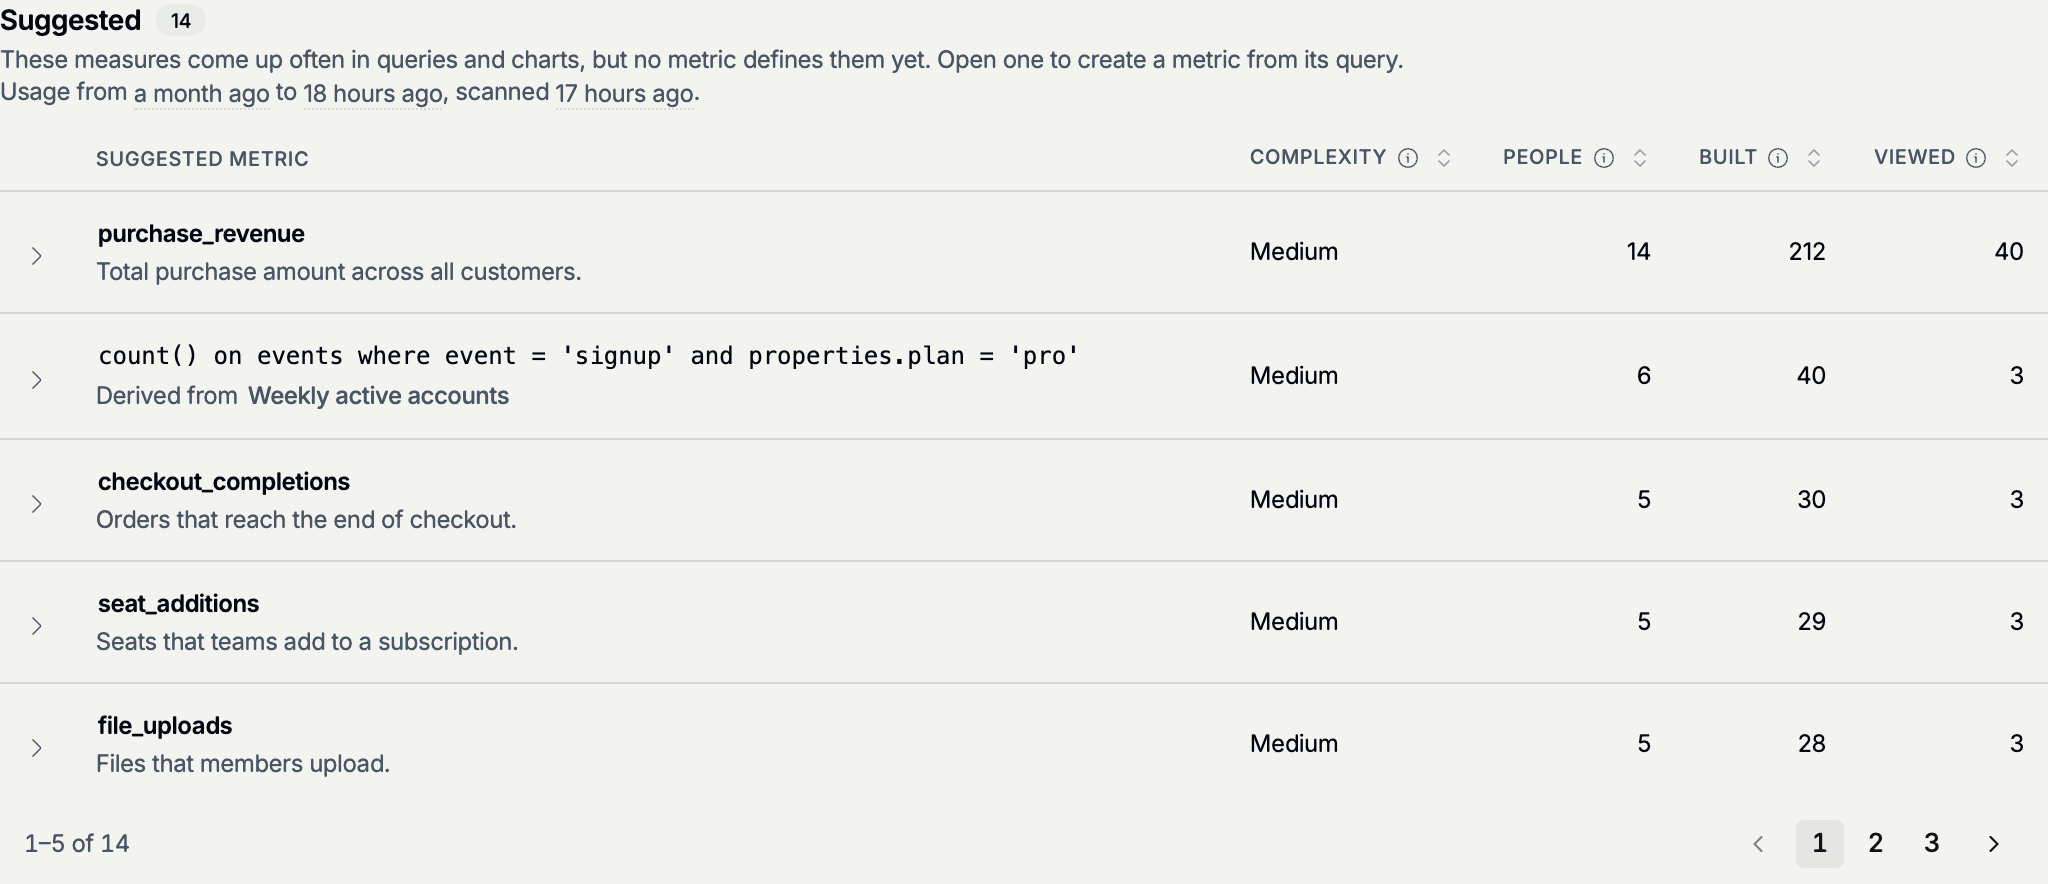 Suggested 14
These measures come up often in queries and charts, but no metric defines them yet. Open one to create a metric from its query.
Usage from a month ago to 18 hours ago, scanned 17 hours ago.
SUGGESTED METRIC COMPLEXITY PEOPLE BUILT VIEWED
purchase_revenue
Total purchase amount across all customers.
Medium 14 212 40
count() on events where event = 'signup' and properties.plan = 'pro'
Derived from Weekly active accounts
Medium 6 40 3
checkout_completions
Orders that reach the end of checkout.
Medium 5 30 3
seat_additions
Seats that teams add to a subscription.
Medium 5 29 3
file_uploads
Files that members upload.
Medium 5 28 3
1–5 of 14
1 2 3